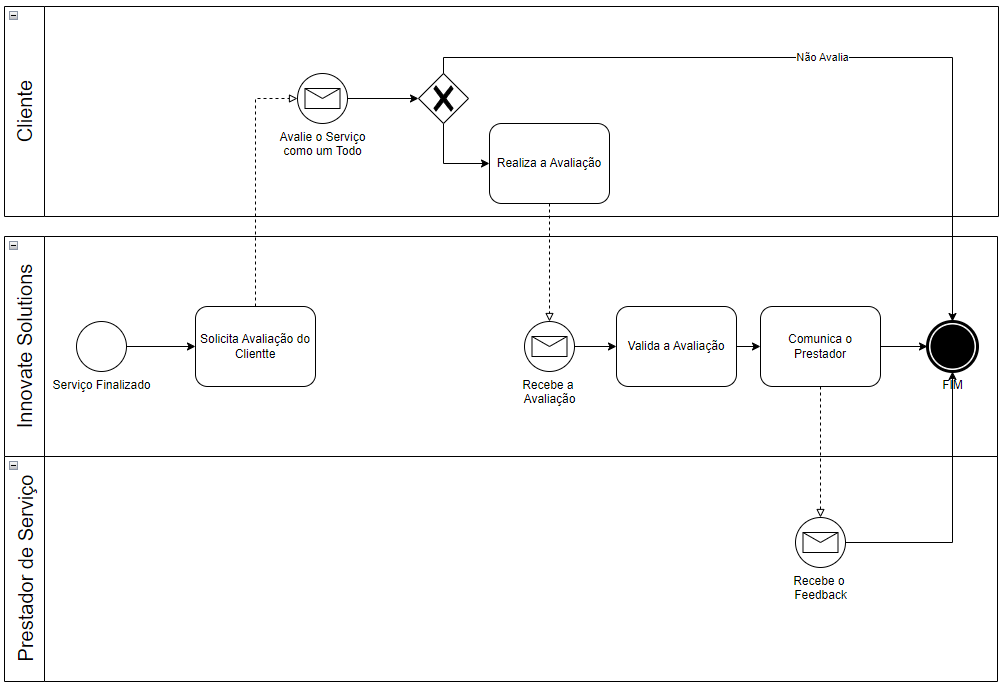 Cliente
Não Avalia
Avalie o Serviço
como um Todo
Realiza a Avaliação
Innovate Solutions
Serviço Finalizado
Solicita Avaliação do
Clientte
Recebe a
Avaliação
Valida a Avaliação
Comunica o
Prestador
FIM
Prestador de Serviço
Recebe o
Feedback